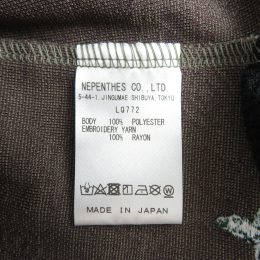 NEPENTHES CO., LTD
5-44-1, JINGUMAE SHIBUYA, TOKYO
LQ772
BODY 100% POLYESTER
EMBROIDERY YARN
100% RAYON
MADE IN JAPAN